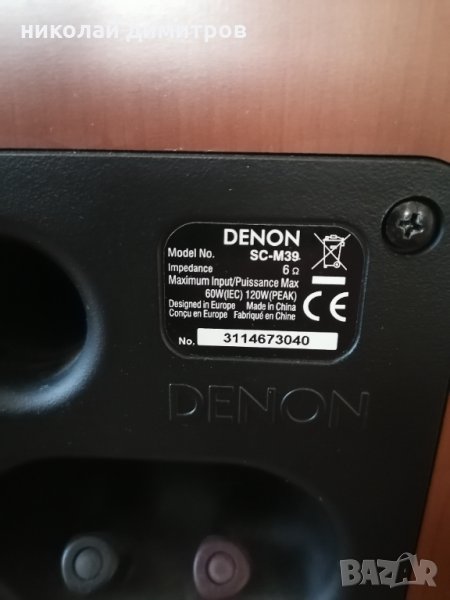 николай димитров
DENON
Model No. SC-M39
Impedance 6 Ω
Maximum Input/Puissance Max
60W(IEC) 120W(PEAK)
Designed in Europe Made in China
Conçu en Europe Fabriqué en Chine
No. 3114673040
CE
DENON
BAZAR